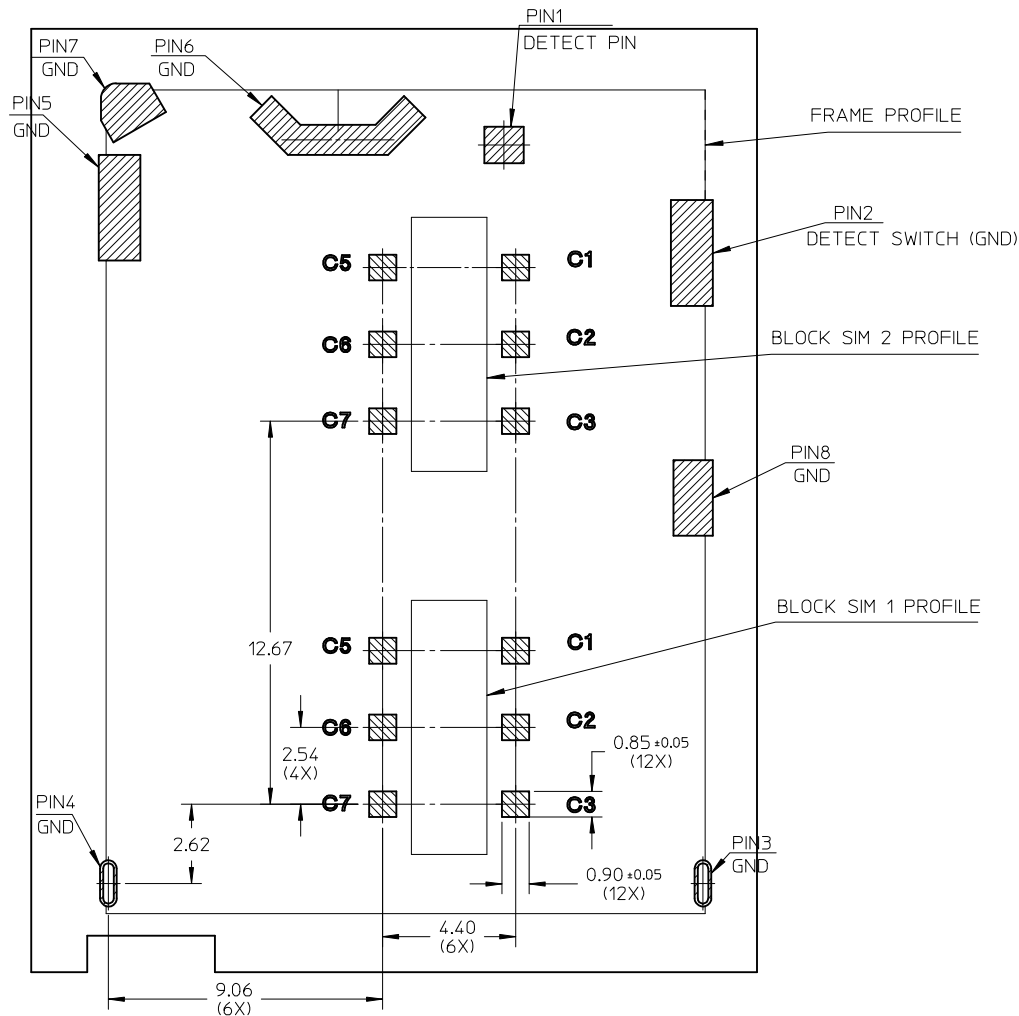 PIN1
DETECT PIN
PIN7
GND
PIN6
GND
PIN5
GND
FRAME PROFILE
PIN2
DETECT SWITCH (GND)
C5
C1
C6
C2
BLOCK SIM 2 PROFILE
C7
C3
PIN8
GND
BLOCK SIM 1 PROFILE
12.67
C5
C1
C6
C2
2.54
(4X)
0.85 ±0.05
(12X)
C7
C3
PIN4
GND
2.62
PIN3
GND
0.90 ±0.05
(12X)
4.40
(6X)
9.06
(6X)